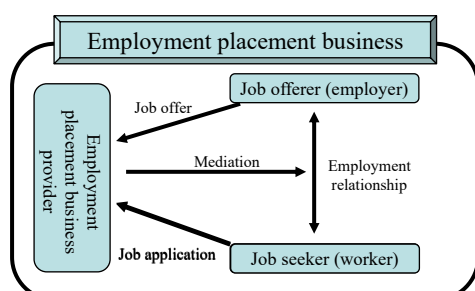 Employment placement business
Job offerer (employer)
Job offer
Employment
placement business
provider
Mediation
Employment
relationship
Job application
Job seeker (worker)